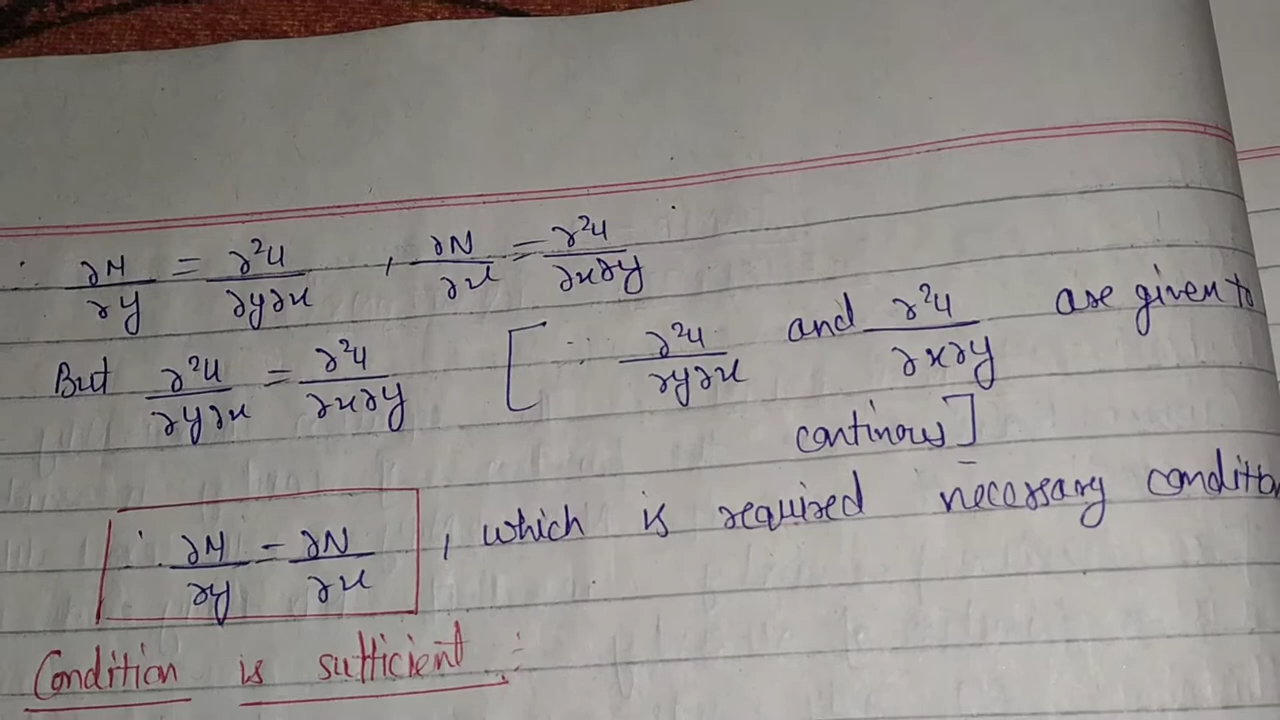 ∴ ∂M/∂y = ∂²u/∂y∂x , ∂N/∂x = ∂²u/∂x∂y
But ∂²u/∂y∂x = ∂²u/∂x∂y [∵ ∂²u/∂y∂x and ∂²u/∂x∂y are given to
continous]
∴ ∂M/∂y = ∂N/∂x , which is required necessary conditio
Condition is sufficient :